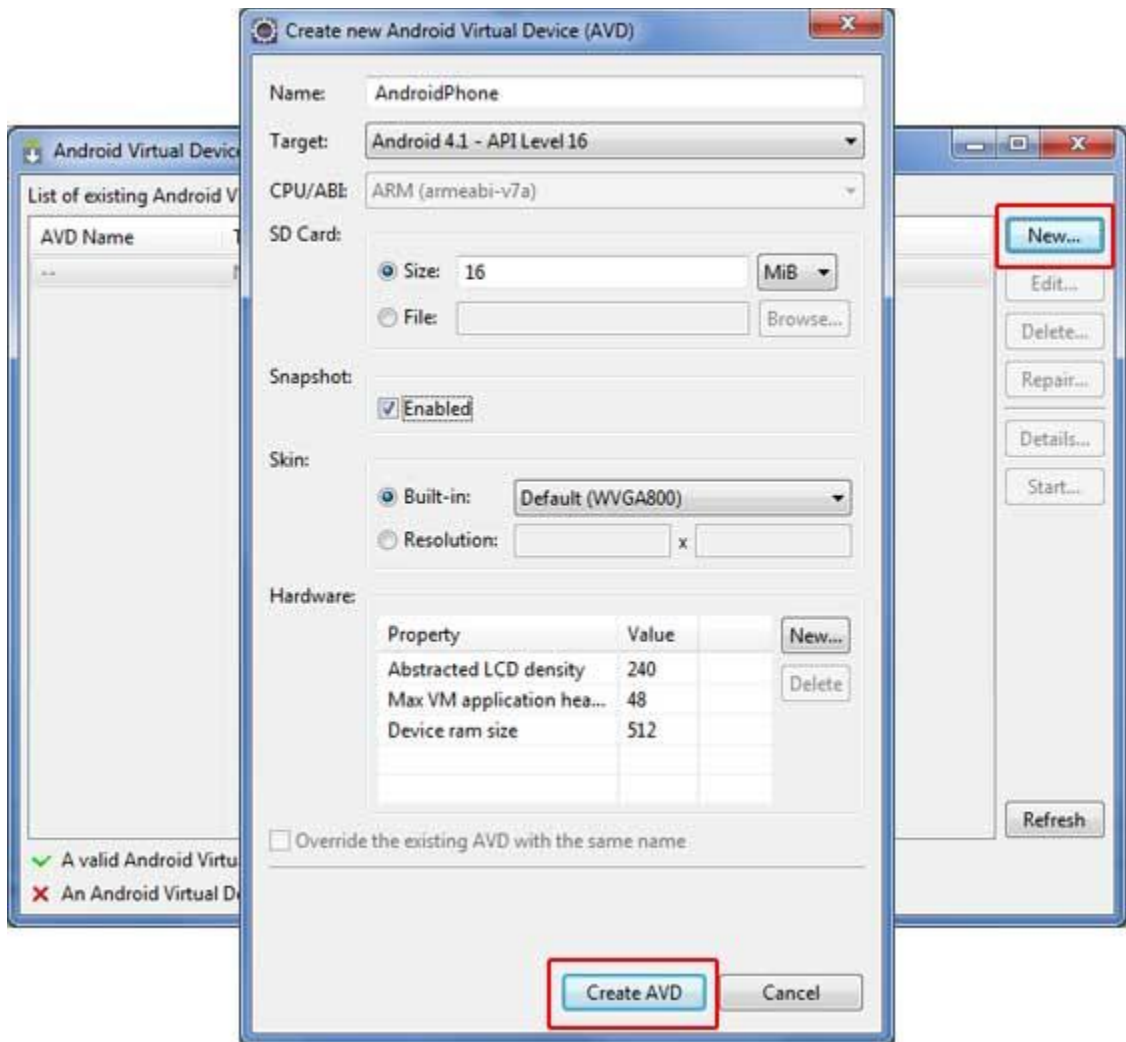 Create new Android Virtual Device (AVD)
Name: AndroidPhone
Target: Android 4.1 - API Level 16
CPU/ABI: ARM (armeabi-v7a)
SD Card:
Size: 16 MiB
File: Browse...
Snapshot:
Enabled
Skin:
Built-in: Default (WVGA800)
Resolution: x
Hardware:
Property Value New...
Abstracted LCD density 240
Delete
Max VM application hea... 48
Device ram size 512
Override the existing AVD with the same name
Create AVD Cancel
Android Virtual Devic
List of existing Android V
AVD Name
--
A valid Android Virtu
An Android Virtual De
New...
Edit...
Delete...
Repair...
Details...
Start...
Refresh